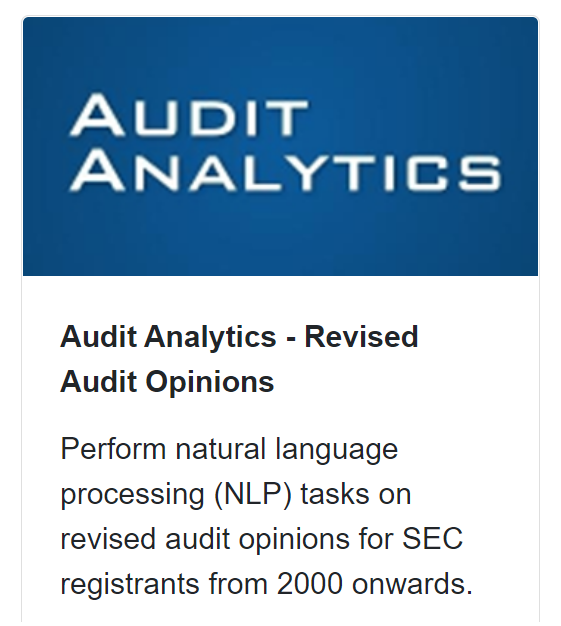 AUDIT
ANALYTICS
Audit Analytics - Revised
Audit Opinions
Perform natural language
processing (NLP) tasks on
revised audit opinions for SEC
registrants from 2000 onwards.